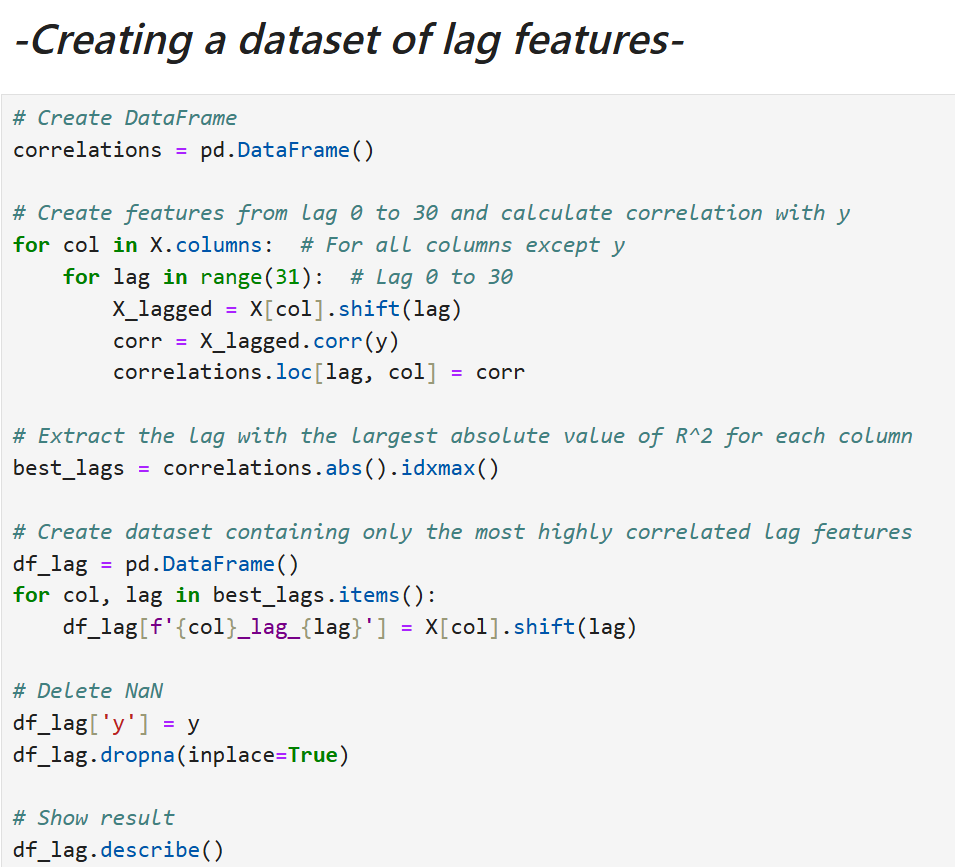 -Creating a dataset of lag features-
# Create DataFrame
correlations = pd.DataFrame()
# Create features from lag 0 to 30 and calculate correlation with y
for col in X.columns:  # For all columns except y
    for lag in range(31):  # Lag 0 to 30
        X_lagged = X[col].shift(lag)
        corr = X_lagged.corr(y)
        correlations.loc[lag, col] = corr
# Extract the lag with the largest absolute value of R^2 for each column
best_lags = correlations.abs().idxmax()
# Create dataset containing only the most highly correlated lag features
df_lag = pd.DataFrame()
for col, lag in best_lags.items():
    df_lag[f'{col}_lag_{lag}'] = X[col].shift(lag)
# Delete NaN
df_lag['y'] = y
df_lag.dropna(inplace=True)
# Show result
df_lag.describe()